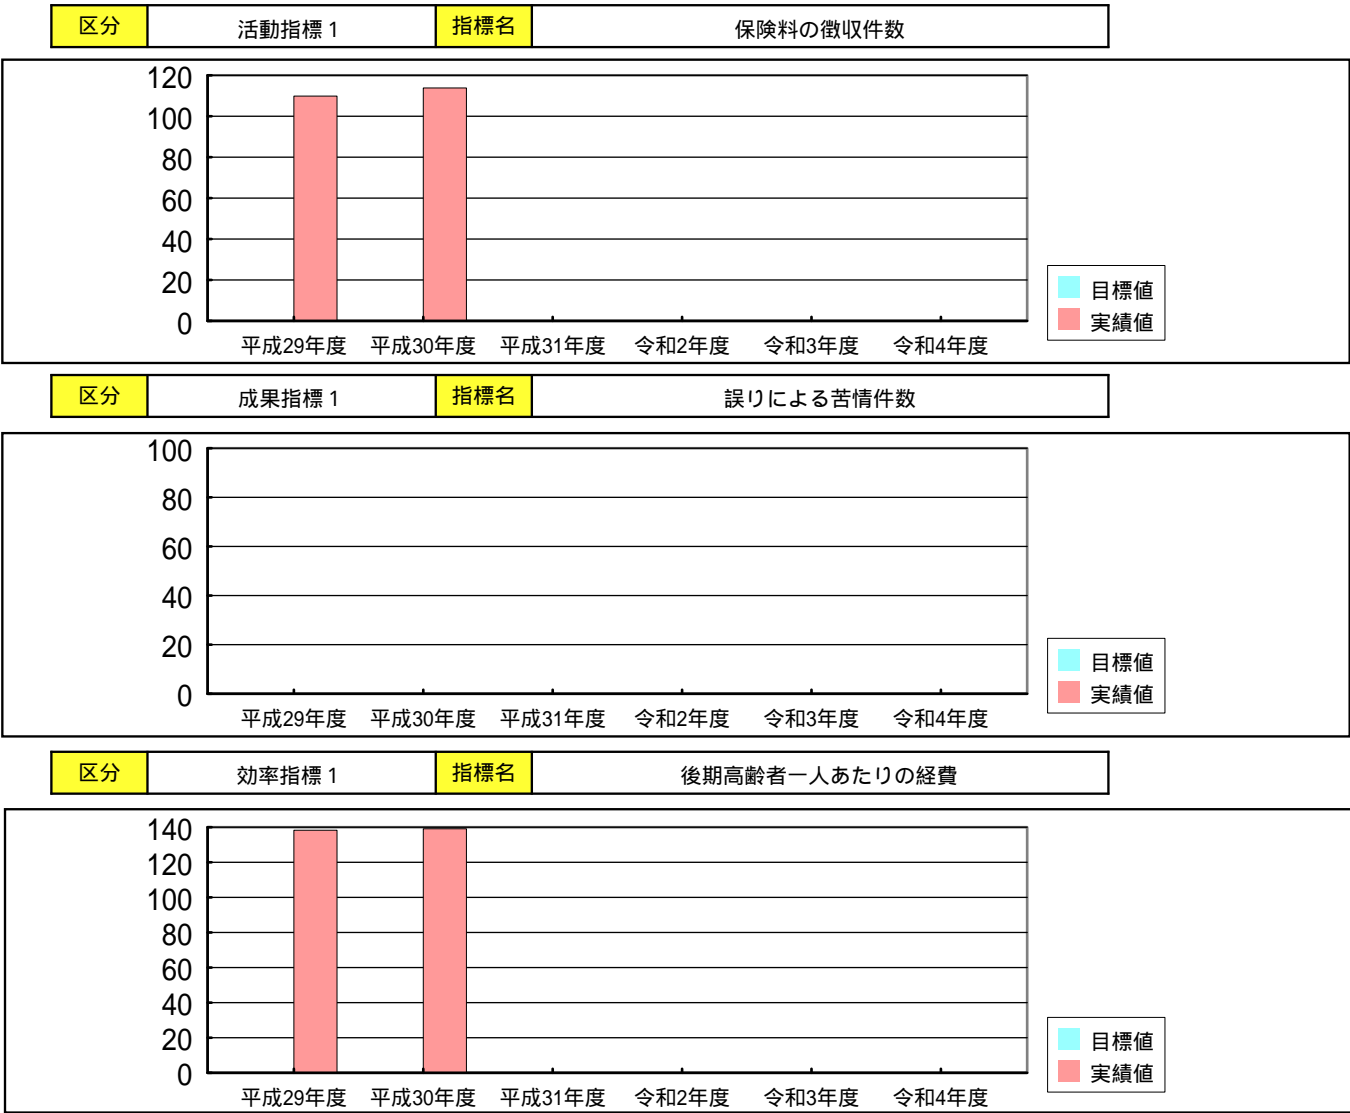 区分 活動指標1 指標名 保険料の徴収件数
120
100
80
60
40
20
0
平成29年度 平成30年度 平成31年度 令和2年度 令和3年度 令和4年度
目標値
実績値
区分 成果指標1 指標名 誤りによる苦情件数
100
80
60
40
20
0
平成29年度 平成30年度 平成31年度 令和2年度 令和3年度 令和4年度
目標値
実績値
区分 効率指標1 指標名 後期高齢者一人あたりの経費
140
120
100
80
60
40
20
0
平成29年度 平成30年度 平成31年度 令和2年度 令和3年度 令和4年度
目標値
実績値